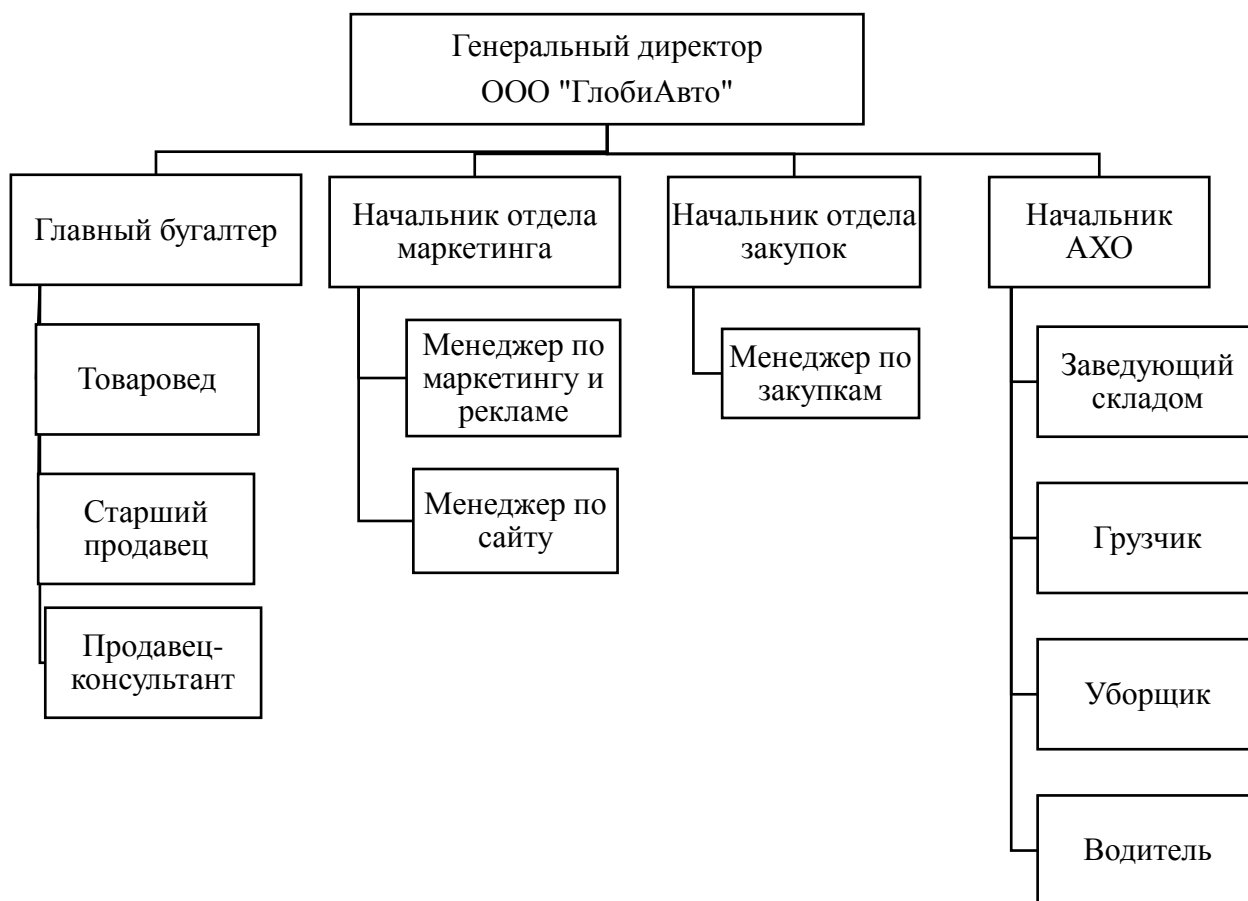 Генеральный директор
ООО "ГлобиАвто"
Главный бугалтер
Начальник отдела
маркетинга
Начальник отдела
закупок
Начальник
АХО
Товаровед
Старший
продавец
Продавец-
консультант
Менеджер по
маркетингу и
рекламе
Менеджер по
сайту
Менеджер по
закупкам
Заведующий
складом
Грузчик
Уборщик
Водитель